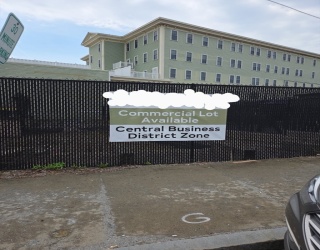 Commercial Lot
Available
Central Business
District Zone
G